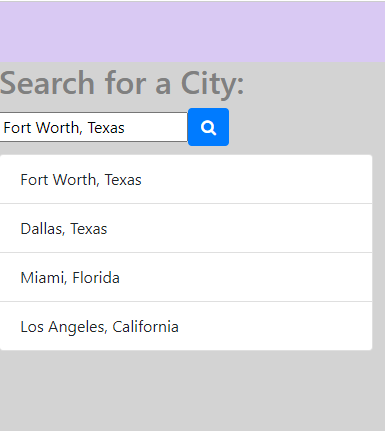 Search for a City:
Fort Worth, Texas
Fort Worth, Texas
Dallas, Texas
Miami, Florida
Los Angeles, California